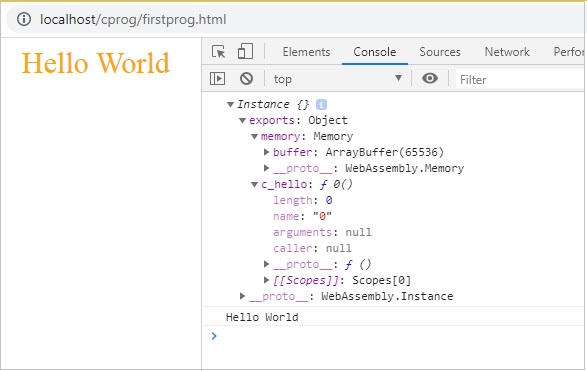 localhost/cprog/firstprog.html
Hello World
Elements Console Sources Network Performa
top Filter
Instance {} i
exports: Object
memory: Memory
buffer: ArrayBuffer(65536)
__proto__: WebAssembly.Memory
c_hello: ƒ 0()
length: 0
name: "0"
arguments: null
caller: null
__proto__: ƒ ()
[[Scopes]]: Scopes[0]
__proto__: WebAssembly.Instance
Hello World